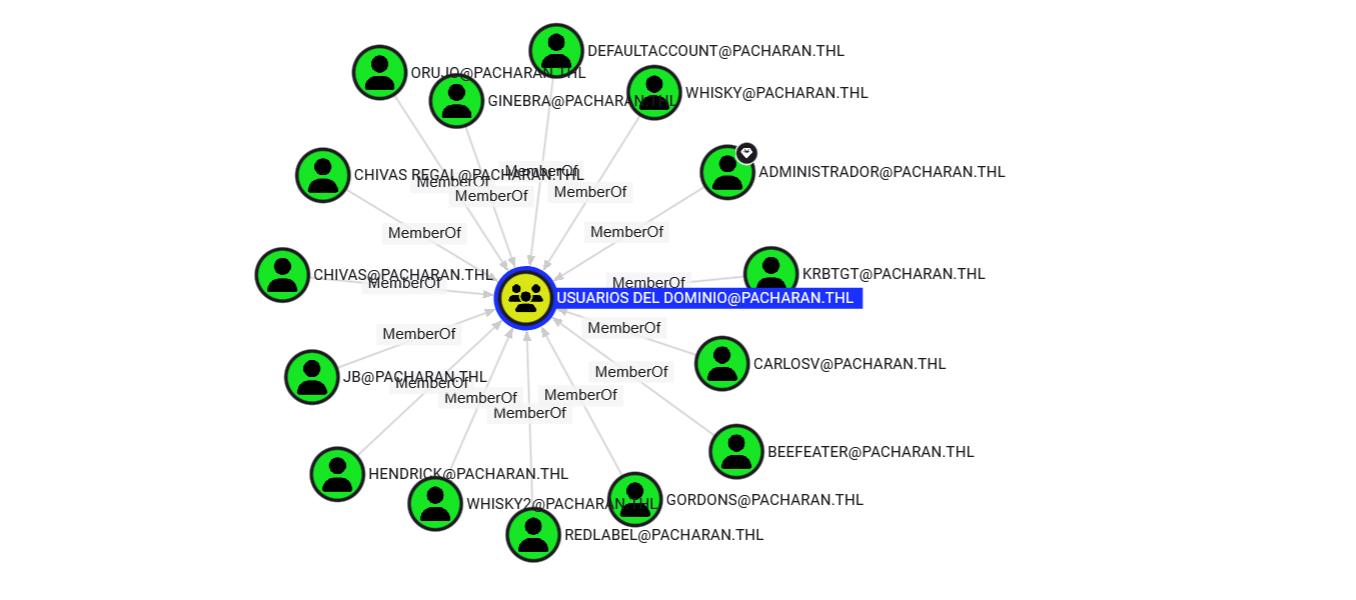 DEFAULTACCOUNT@PACHARAN.THL
ORUJO@PACHARAN.THL
WHISKY@PACHARAN.THL
GINEBRA@PACHARAN.THL
ADMINISTRADOR@PACHARAN.THL
MemberOf
CHIVAS REGAL@PACHARAN.THL
MemberOf
MemberOf
MemberOf
MemberOf
MemberOf
KRBTGT@PACHARAN.THL
CHIVAS@PACHARAN.THL
MemberOf
MemberOf
USUARIOS DEL DOMINIO@PACHARAN.THL
MemberOf
MemberOf
CARLOSV@PACHARAN.THL
MemberOf
JB@PACHARAN.THL
MemberOf
MemberOf
MemberOf
MemberOf
BEEFEATER@PACHARAN.THL
HENDRICK@PACHARAN.THL
GORDONS@PACHARAN.THL
WHISKY2@PACHARAN.THL
REDLABEL@PACHARAN.THL
MemberOf